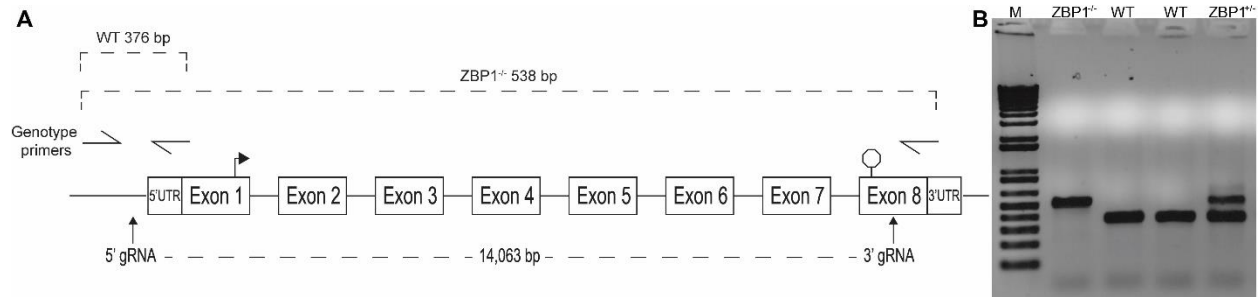 A
WT 376 bp
ZBP1-/- 538 bp
Genotype
primers
5'UTR
Exon 1
Exon 2
Exon 3
Exon 4
Exon 5
Exon 6
Exon 7
Exon 8
3'UTR
5' gRNA
14,063 bp
3' gRNA
B
M
ZBP1-/-
WT
WT
ZBP1+/-